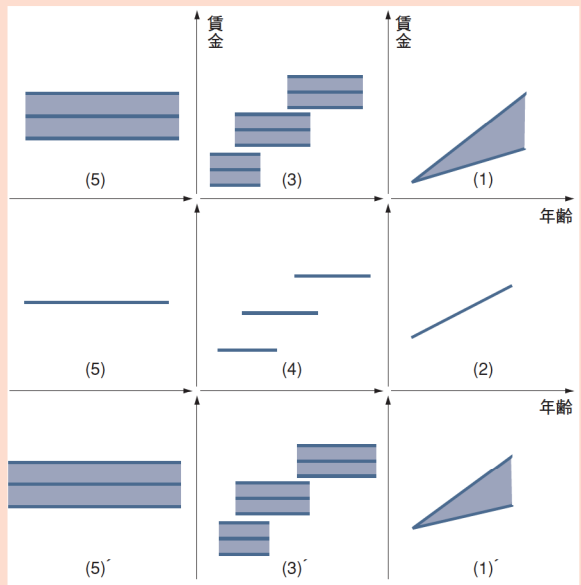 賃金
賃金
(5)
(3)
(1)
年齢
(5)
(4)
(2)
年齢
(5)´
(3)´
(1)´